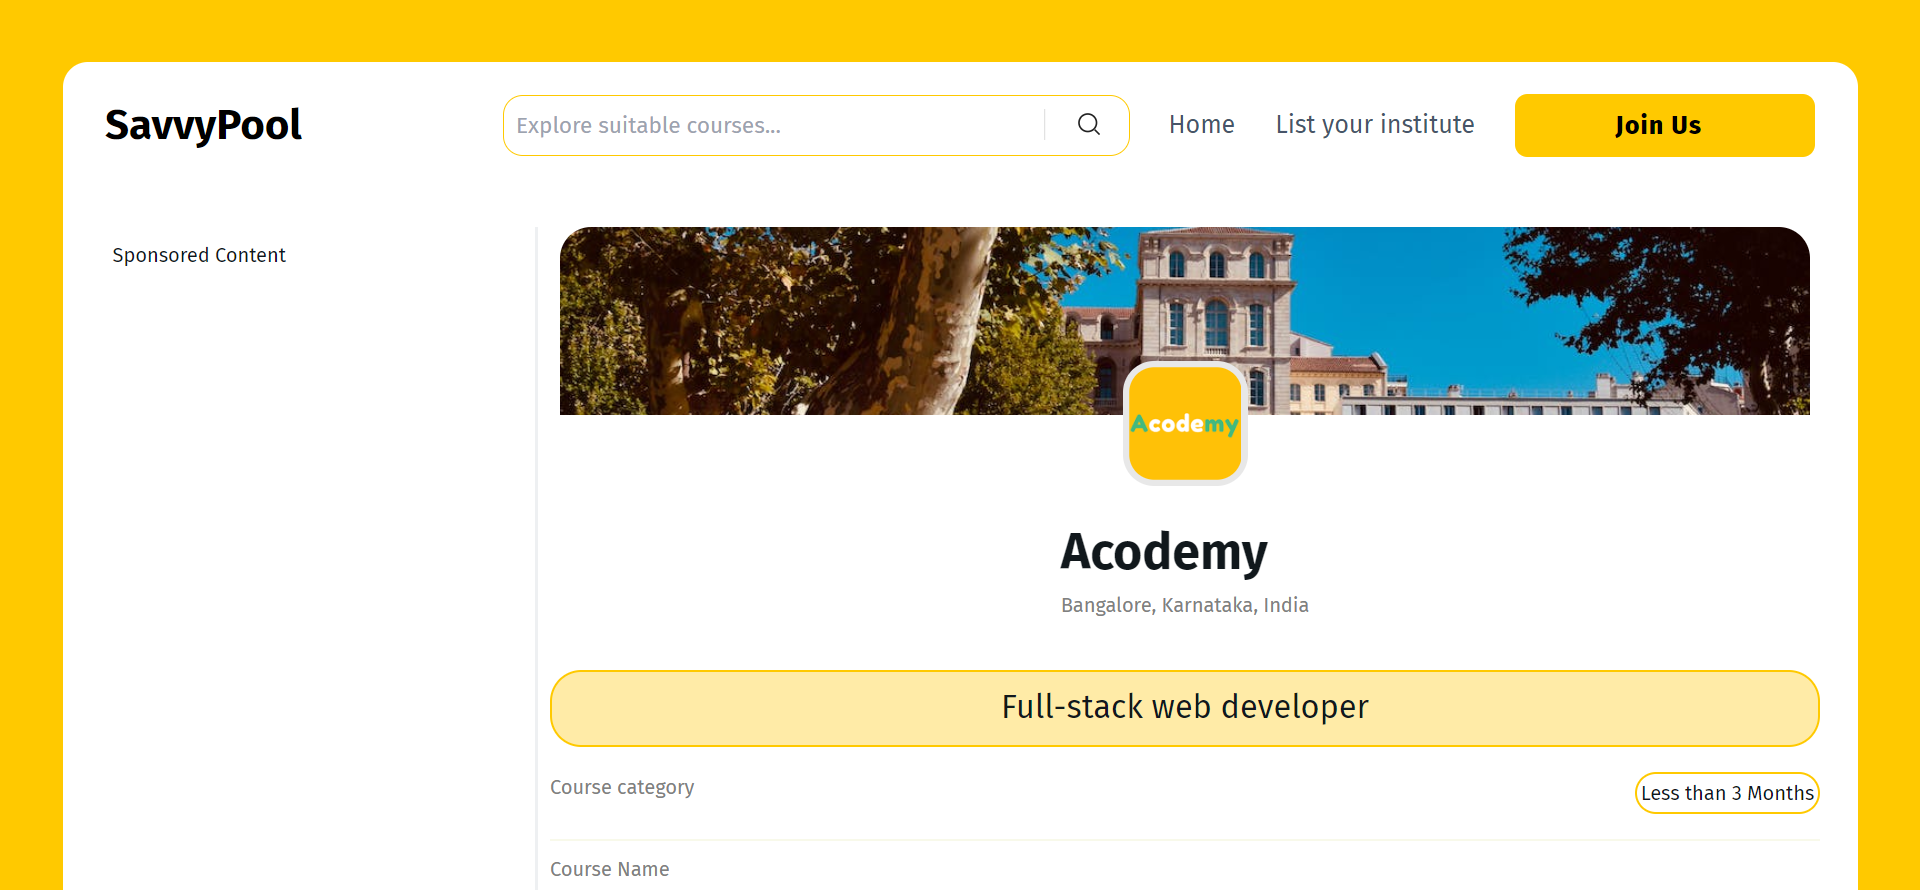 SavvyPool
Explore suitable courses...
Home
List your institute
Join Us
Sponsored Content
Acodemy
Acodemy
Bangalore, Karnataka, India
Full-stack web developer
Course category
Less than 3 Months
Course Name